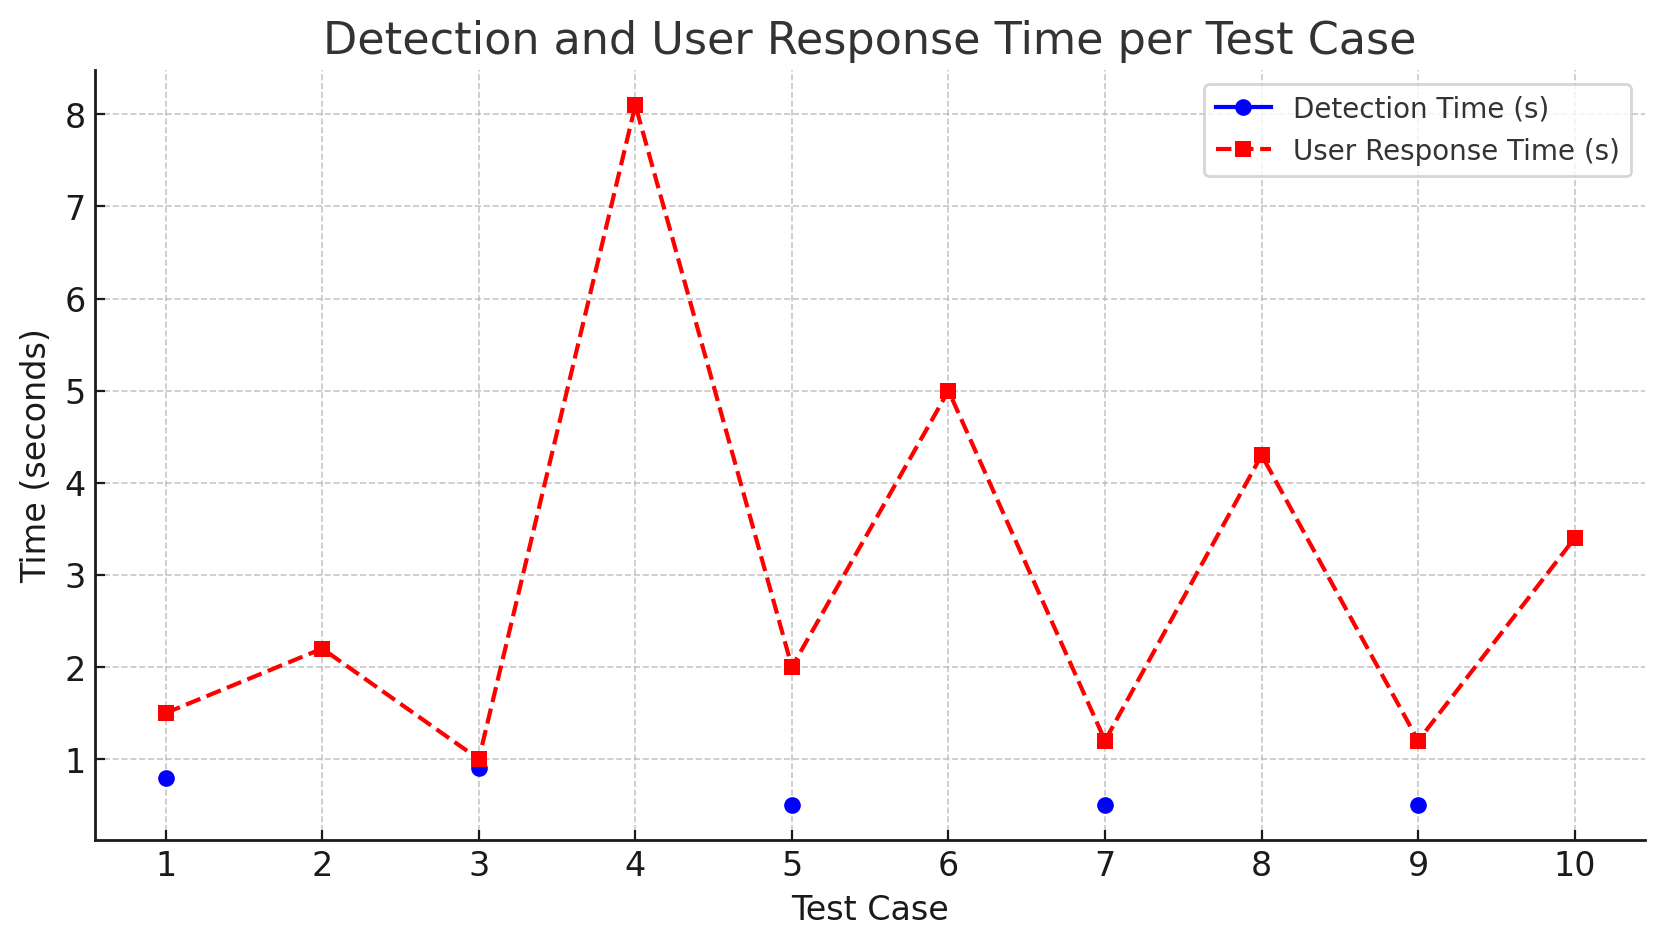 Detection and User Response Time per Test Case
Detection Time (s)
User Response Time (s)
Time (seconds)
8
7
6
5
4
3
2
1
1 2 3 4 5 6 7 8 9 10
Test Case